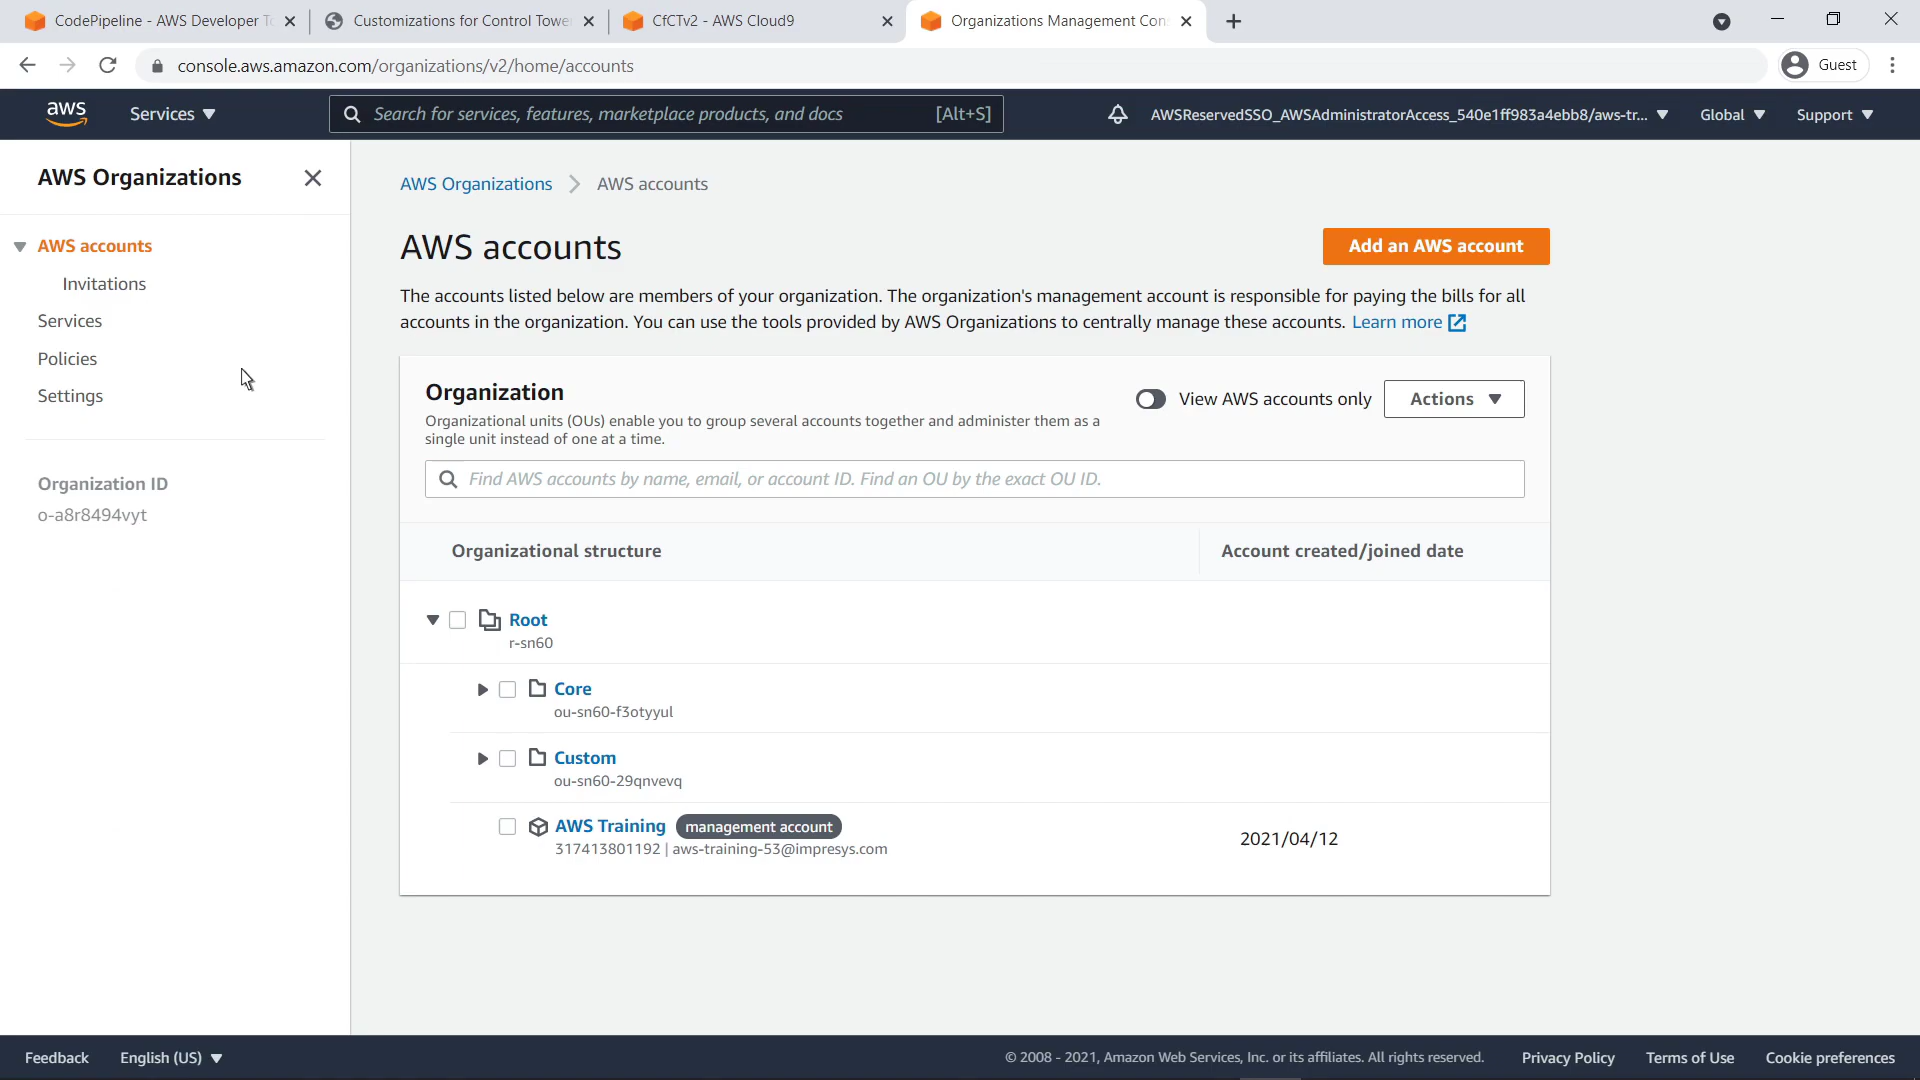 CodePipeline - AWS Developer To
Customizations for Control Tower
CfCTv2 - AWS Cloud9
Organizations Management Con
console.aws.amazon.com/organizations/v2/home/accounts
Guest
aws
Services
Search for services, features, marketplace products, and docs
[Alt+S]
AWSReservedSSO_AWSAdministratorAccess_540e1ff983a4ebb8/aws-tr...
Global
Support
AWS Organizations
AWS accounts
Invitations
Services
Policies
Settings
Organization ID
o-a8r8494vyt
AWS Organizations
AWS accounts
AWS accounts
Add an AWS account
The accounts listed below are members of your organization. The organization's management account is responsible for paying the bills for all
accounts in the organization. You can use the tools provided by AWS Organizations to centrally manage these accounts. Learn more
Organization
Organizational units (OUs) enable you to group several accounts together and administer them as a
single unit instead of one at a time.
View AWS accounts only
Actions
Find AWS accounts by name, email, or account ID. Find an OU by the exact OU ID.
Organizational structure
Account created/joined date
Root
r-sn60
Core
ou-sn60-f3otyyul
Custom
ou-sn60-29qnvevq
AWS Training
management account
317413801192 | aws-training-53@impresys.com
2021/04/12
Feedback
English (US)
© 2008 - 2021, Amazon Web Services, Inc. or its affiliates. All rights reserved.
Privacy Policy
Terms of Use
Cookie preferences